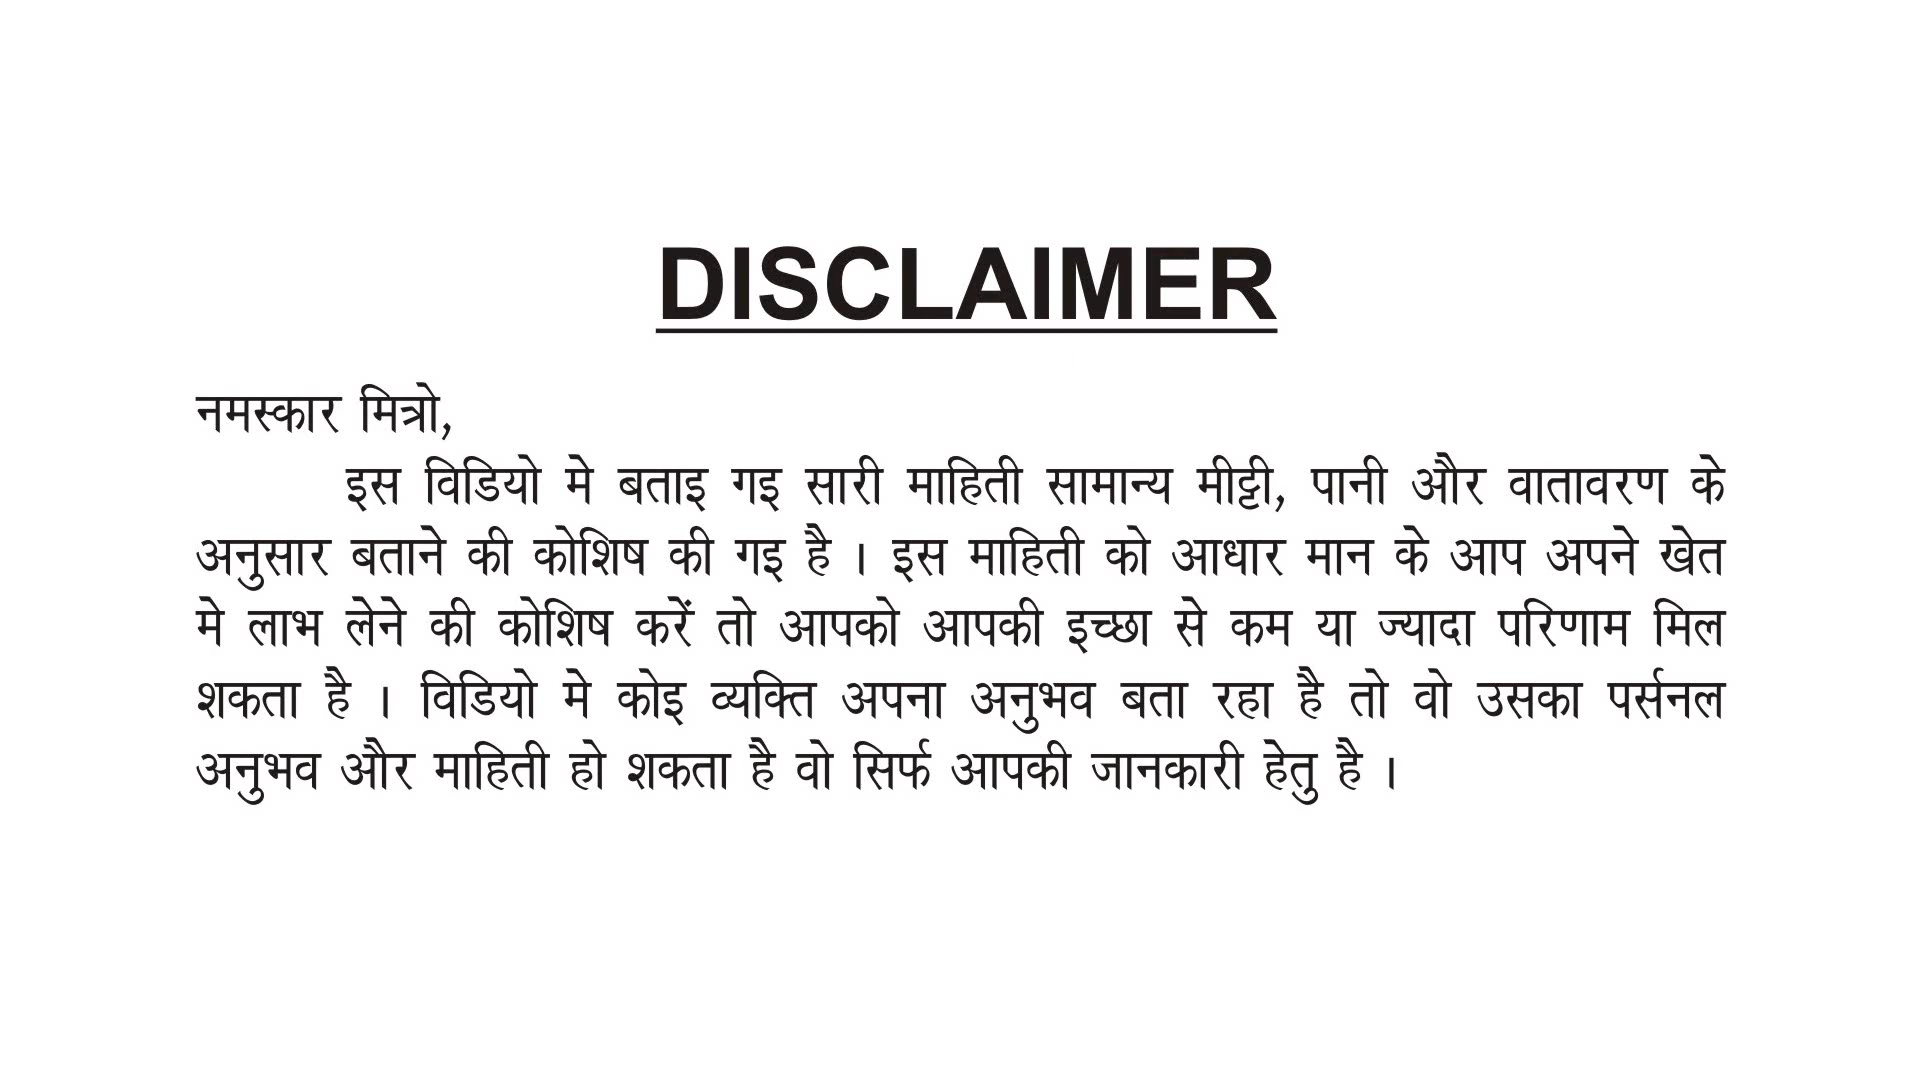 DISCLAIMER
नमस्कार मित्रो,
इस विडियो मे बताइ गइ सारी माहिती सामान्य मीट्टी, पानी और वातावरण के
अनुसार बताने की कोशिष की गइ है । इस माहिती को आधार मान के आप अपने खेत
मे लाभ लेने की कोशिष करें तो आपको आपकी इच्छा से कम या ज्यादा परिणाम मिल
शकता है । विडियो मे कोइ व्यक्ति अपना अनुभव बता रहा है तो वो उसका पर्सनल
अनुभव और माहिती हो शकता है वो सिर्फ आपकी जानकारी हेतु है ।